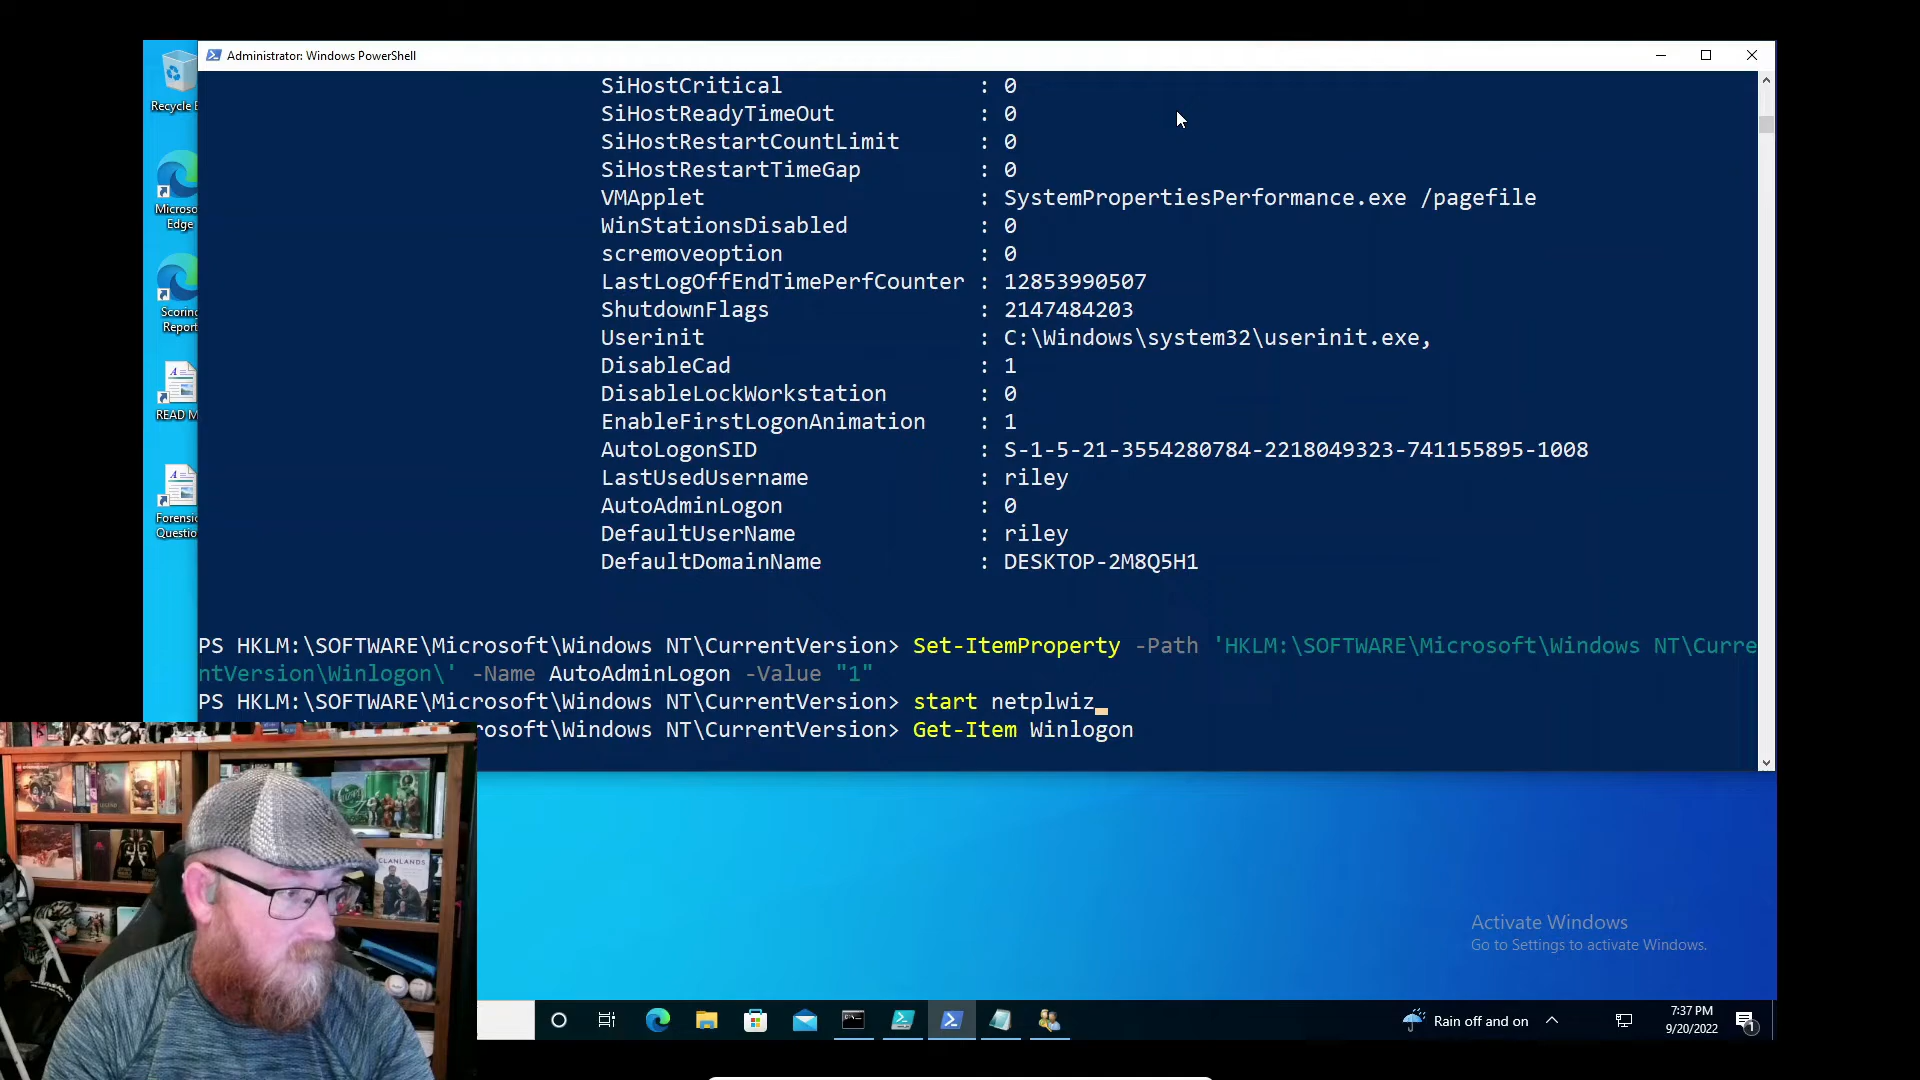 Administrator: Windows PowerShell
Recycle B
SiHostCritical : 0
SiHostReadyTimeOut : 0
SiHostRestartCountLimit : 0
SiHostRestartTimeGap : 0
VMApplet : SystemPropertiesPerformance.exe /pagefile
WinStationsDisabled : 0
scremoveoption : 0
LastLogOffEndTimePerfCounter : 12853990507
ShutdownFlags : 2147484203
Userinit : C:\Windows\system32\userinit.exe,
DisableCad : 1
DisableLockWorkstation : 0
EnableFirstLogonAnimation : 1
AutoLogonSID : S-1-5-21-3554280784-2218049323-741155895-1008
LastUsedUsername : riley
AutoAdminLogon : 0
DefaultUserName : riley
DefaultDomainName : DESKTOP-2M8Q5H1
Microso
Edge
Scorin
Report
READ M
Forensi
Questio
PS HKLM:\SOFTWARE\Microsoft\Windows NT\CurrentVersion> Set-ItemProperty -Path 'HKLM:\SOFTWARE\Microsoft\Windows NT\Curre
ntVersion\Winlogon\' -Name AutoAdminLogon -Value "1"
PS HKLM:\SOFTWARE\Microsoft\Windows NT\CurrentVersion> start netplwiz_
rosoft\Windows NT\CurrentVersion> Get-Item Winlogon
CLANLANDS
Activate Windows
Go to Settings to activate Windows.
Rain off and on
7:37 PM
9/20/2022
1